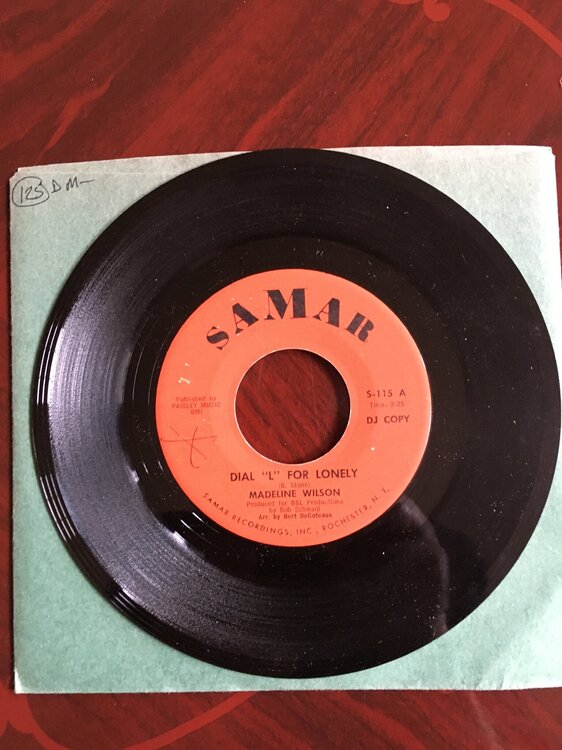 125 D M-
SAMAR
S-115 A
Time: 2:25
DJ COPY
Published by
PAISLEY MUSIC
BMI
DIAL "L" FOR LONELY
(B. Stone)
MADELINE WILSON
Produced for B&L Productions
by Bob Schwaid
Arr. by Bert DeCoteaux
SAMAR RECORDINGS, INC., ROCHESTER, N.Y.